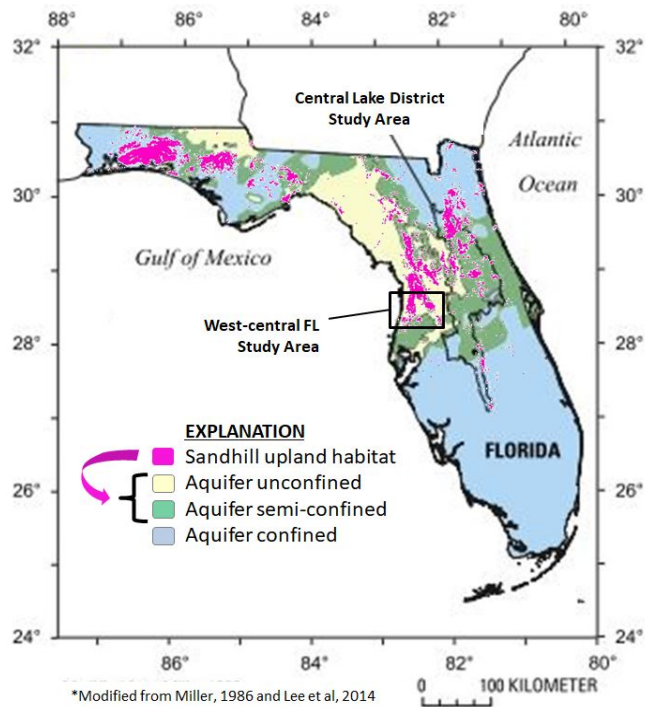 88°
86°
84°
82°
80°
32°
32°
Central Lake District
Study Area
Atlantic
Ocean
30°
30°
Gulf of Mexico
West-central FL
Study Area
28°
28°
EXPLANATION
Sandhill upland habitat
Aquifer unconfined
Aquifer semi-confined
Aquifer confined
FLORIDA
26°
26°
24°
24°
86°
84°
82°
80°
*Modified from Miller, 1986 and Lee et al, 2014
0 100 KILOMETER